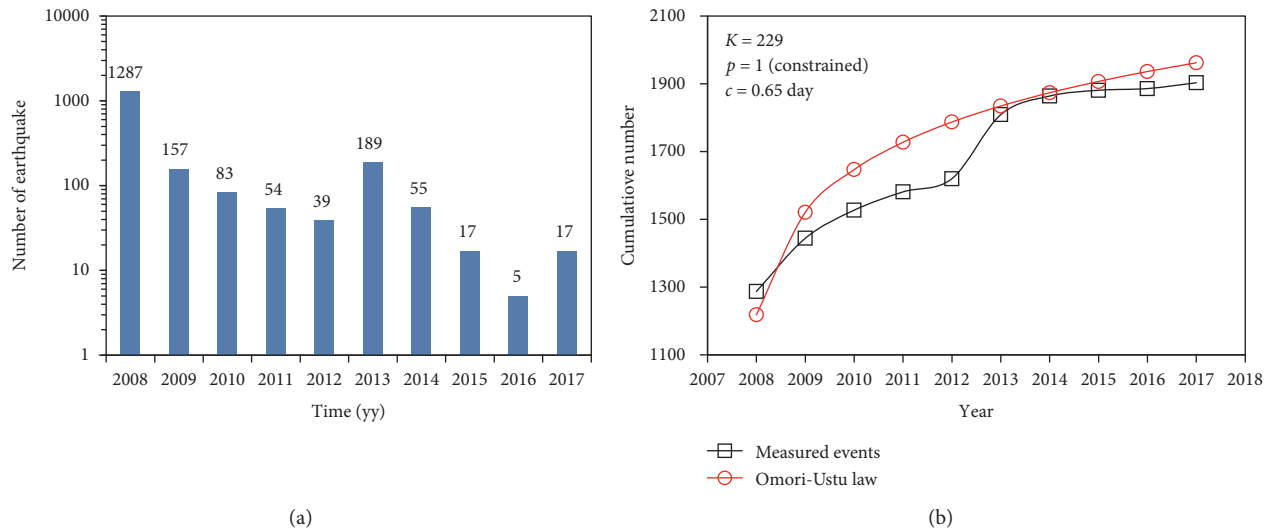 10000
1000
100
10
1
Number of earthquake
1287
157
83
54
39
189
55
17
5
17
2008 2009 2010 2011 2012 2013 2014 2015 2016 2017
Time (yy)
(a)
2100
1900
1700
1500
1300
1100
Cumulative number
K = 229
p = 1 (constrained)
c = 0.65 day
2007 2008 2009 2010 2011 2012 2013 2014 2015 2016 2017 2018
Year
Measured events
Omori-Ustu law
(b)